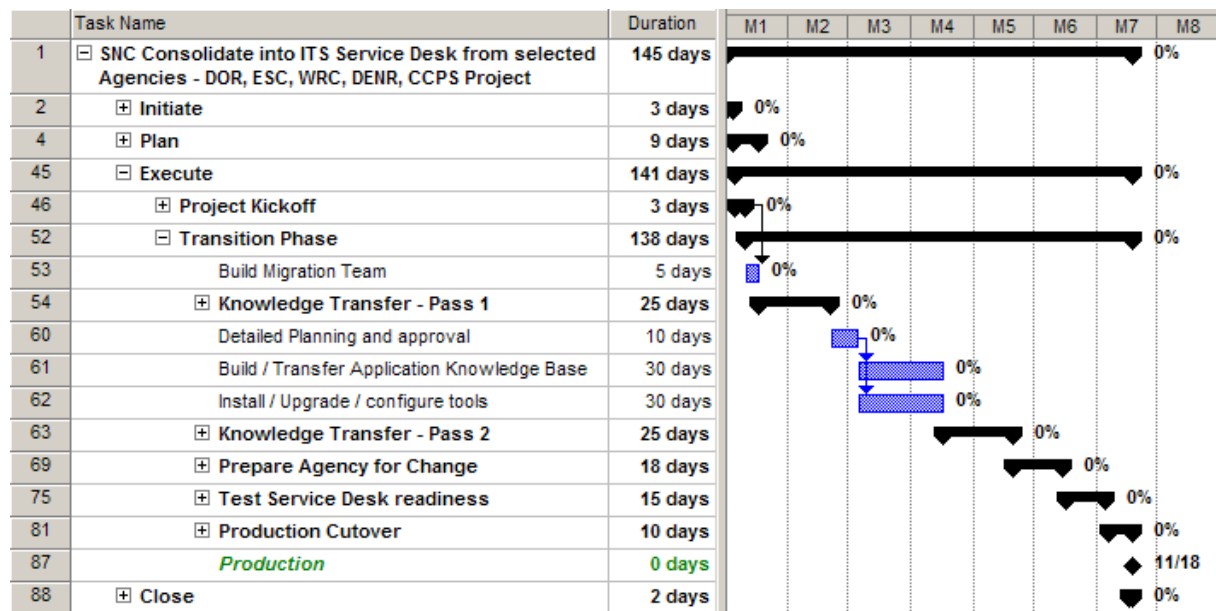 Task Name Duration M1 M2 M3 M4 M5 M6 M7 M8
1 SNC Consolidate into ITS Service Desk from selected 145 days 0%
Agencies - DOR, ESC, WRC, DENR, CCPS Project
2 Initiate 3 days 0%
4 Plan 9 days 0%
45 Execute 141 days 0%
46 Project Kickoff 3 days 0%
52 Transition Phase 138 days 0%
53 Build Migration Team 5 days 0%
54 Knowledge Transfer - Pass 1 25 days 0%
60 Detailed Planning and approval 10 days 0%
61 Build / Transfer Application Knowledge Base 30 days 0%
62 Install / Upgrade / configure tools 30 days 0%
63 Knowledge Transfer - Pass 2 25 days 0%
69 Prepare Agency for Change 18 days 0%
75 Test Service Desk readiness 15 days 0%
81 Production Cutover 10 days 0%
87 Production 0 days 11/18
88 Close 2 days 0%